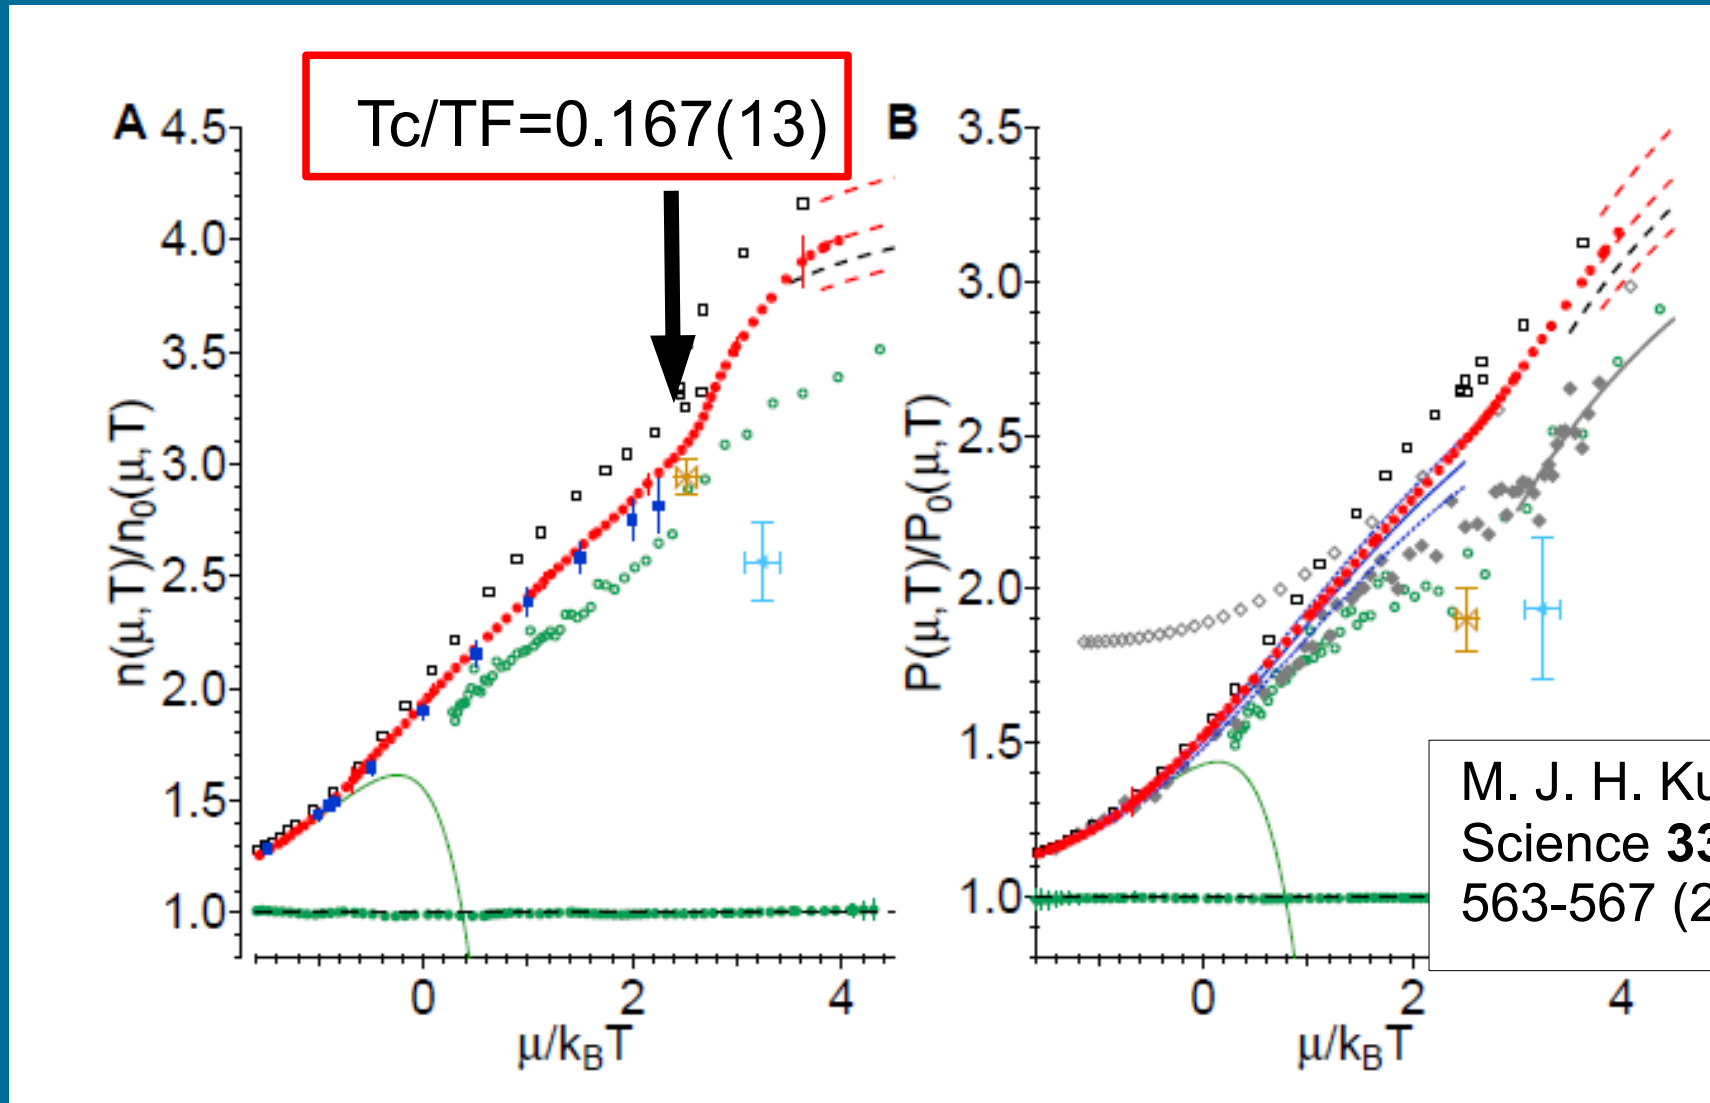 Tc/TF=0.167(13)
A
4.5
4.0
3.5
3.0
2.5
2.0
1.5
1.0
n(μ,T)/n₀(μ,T)
0 2 4
μ/k_BT
B
3.5
3.0
2.5
2.0
1.5
1.0
P(μ,T)/P₀(μ,T)
0 2 4
μ/k_BT
M. J. H. Ku
Science 33
563-567 (2